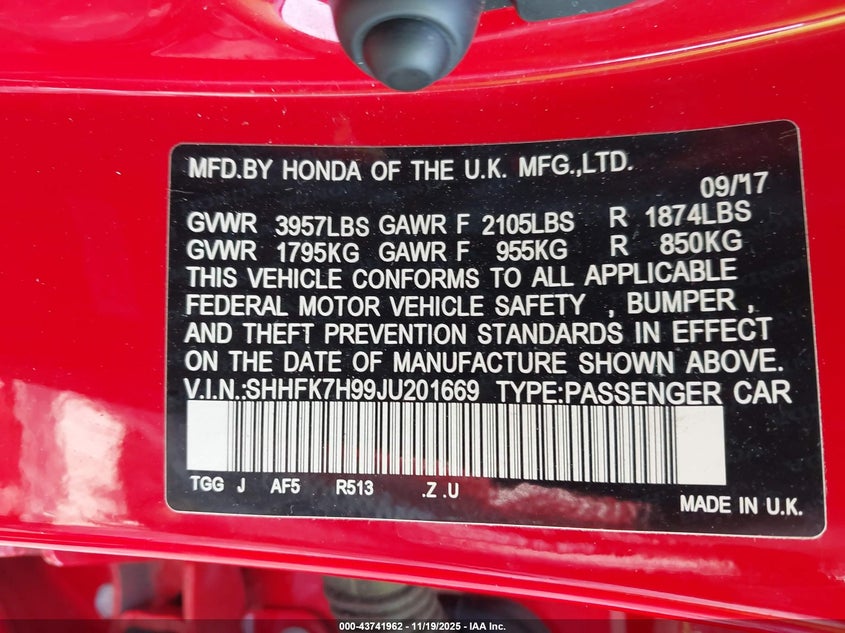 MFD.BY HONDA OF THE U.K. MFG.,LTD.
09/'17
GVWR 3957LBS GAWR F 2105LBS R 1874LBS
GVWR 1795KG GAWR F 955KG R 850KG
THIS VEHICLE CONFORMS TO ALL APPLICABLE
FEDERAL MOTOR VEHICLE SAFETY , BUMPER ,
AND THEFT PREVENTION STANDARDS IN EFFECT
ON THE DATE OF MANUFACTURE SHOWN ABOVE.
V.I.N.:SHHFK7H99JU201669 TYPE:PASSENGER CAR
TGG J AF5 R513 .Z .U
MADE IN U.K.
000-43741962 - 11/19/2025 - IAA Inc.